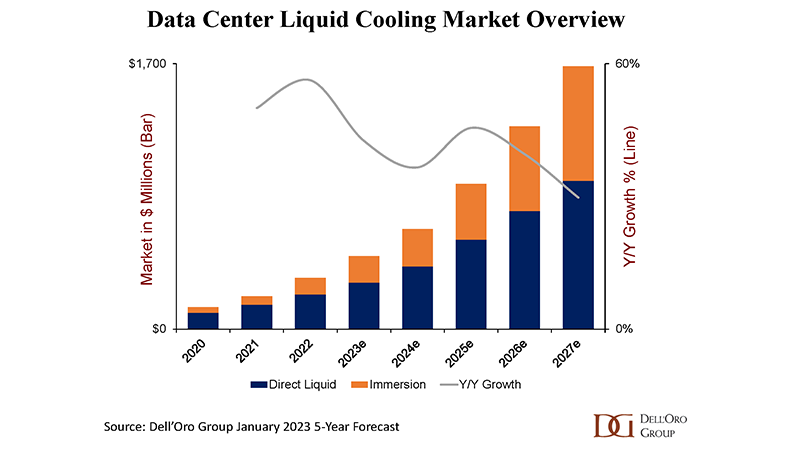 Data Center Liquid Cooling Market Overview
$1,700
60%
Market in $ Millions (Bar)
Y/Y Growth % (Line)
$0
0%
2020
2021
2022
2023e
2024e
2025e
2026e
2027e
Direct Liquid
Immersion
Y/Y Growth
Source: Dell’Oro Group January 2023 5-Year Forecast
DG
DELL’ORO
GROUP